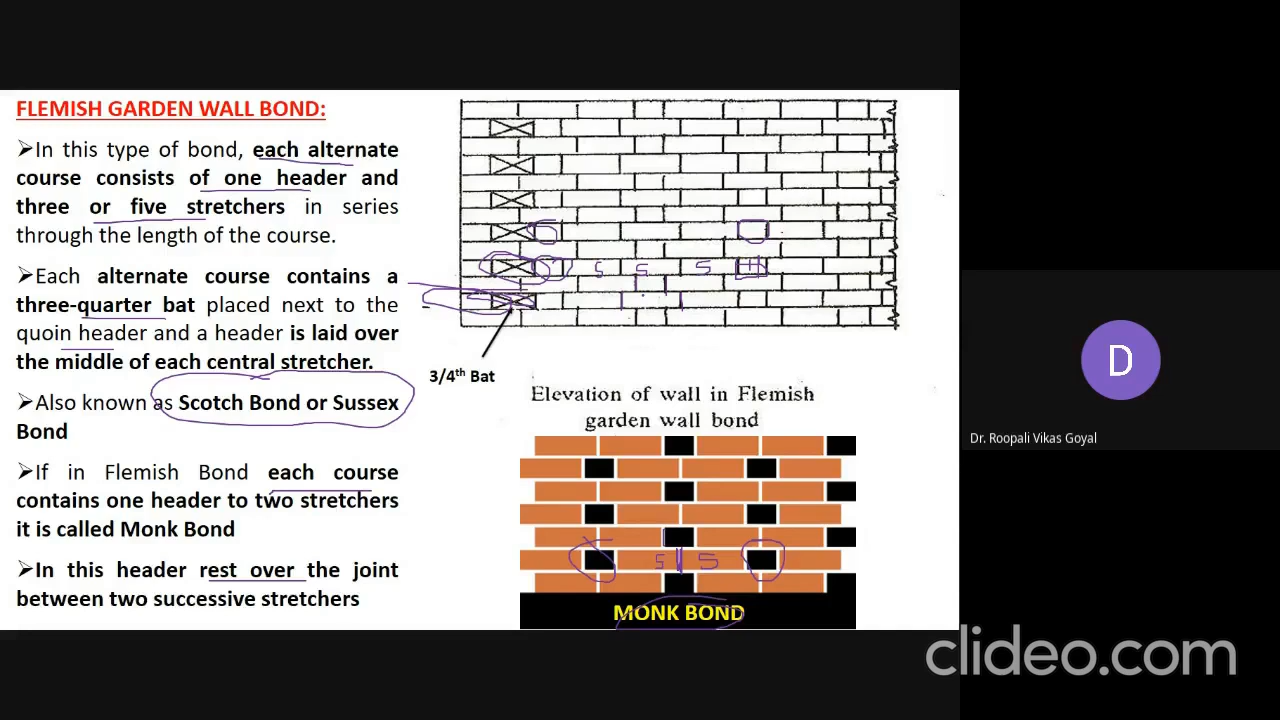 FLEMISH GARDEN WALL BOND:
➢In this type of bond, each alternate
course consists of one header and
three or five stretchers in series
through the length of the course.
➢Each alternate course contains a
three-quarter bat placed next to the
quoin header and a header is laid over
the middle of each central stretcher.
➢Also known as Scotch Bond or Sussex
Bond
➢If in Flemish Bond each course
contains one header to two stretchers
it is called Monk Bond
➢In this header rest over the joint
between two successive stretchers
S S S H
3/4th Bat
Elevation of wall in Flemish
garden wall bond
S S
MONK BOND
D
Dr. Roopali Vikas Goyal
clideo.com